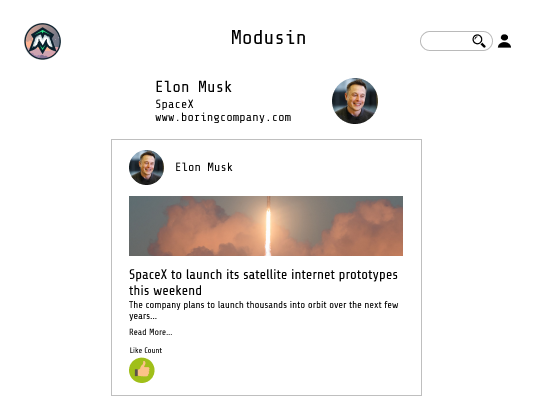 M
Modusin
Elon Musk
SpaceX
www.boringcompany.com
Elon Musk
SpaceX to launch its satellite internet prototypes
this weekend
The company plans to launch thousands into orbit over the next few
years...
Read More...
Like Count